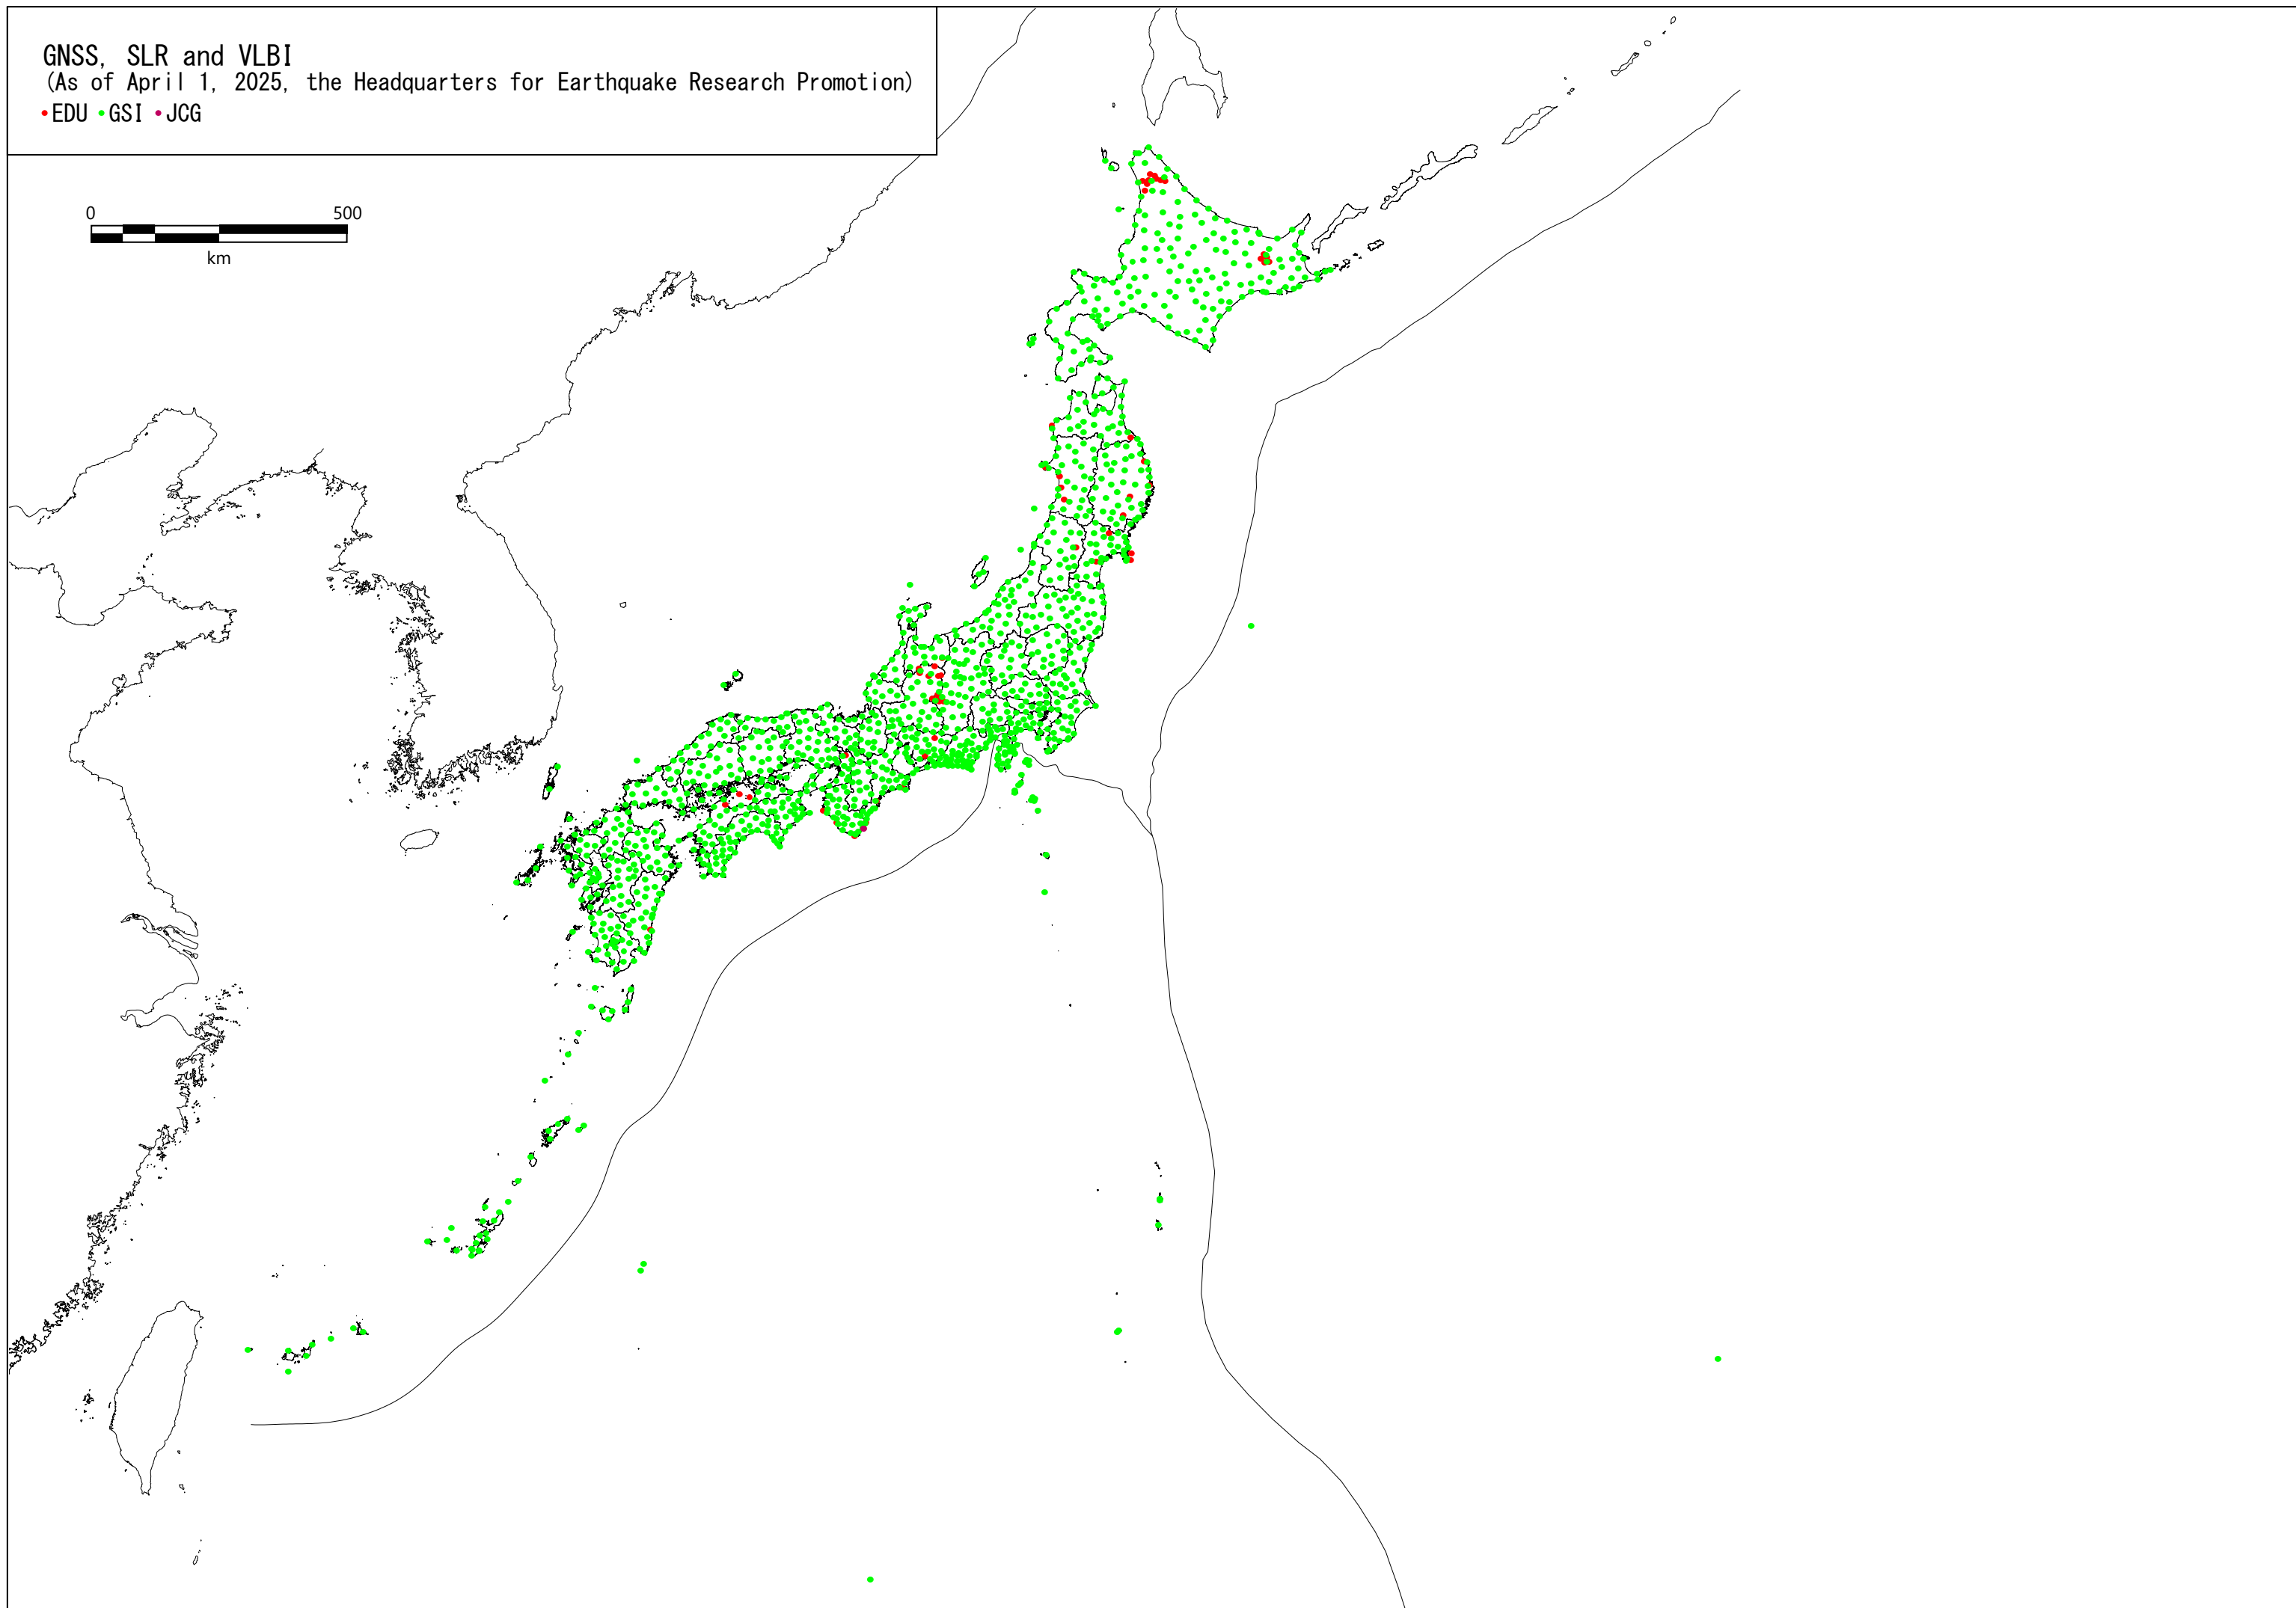 GNSS, SLR and VLBI
(As of April 1, 2025, the Headquarters for Earthquake Research Promotion)
EDU GSI JCG
0 500
km